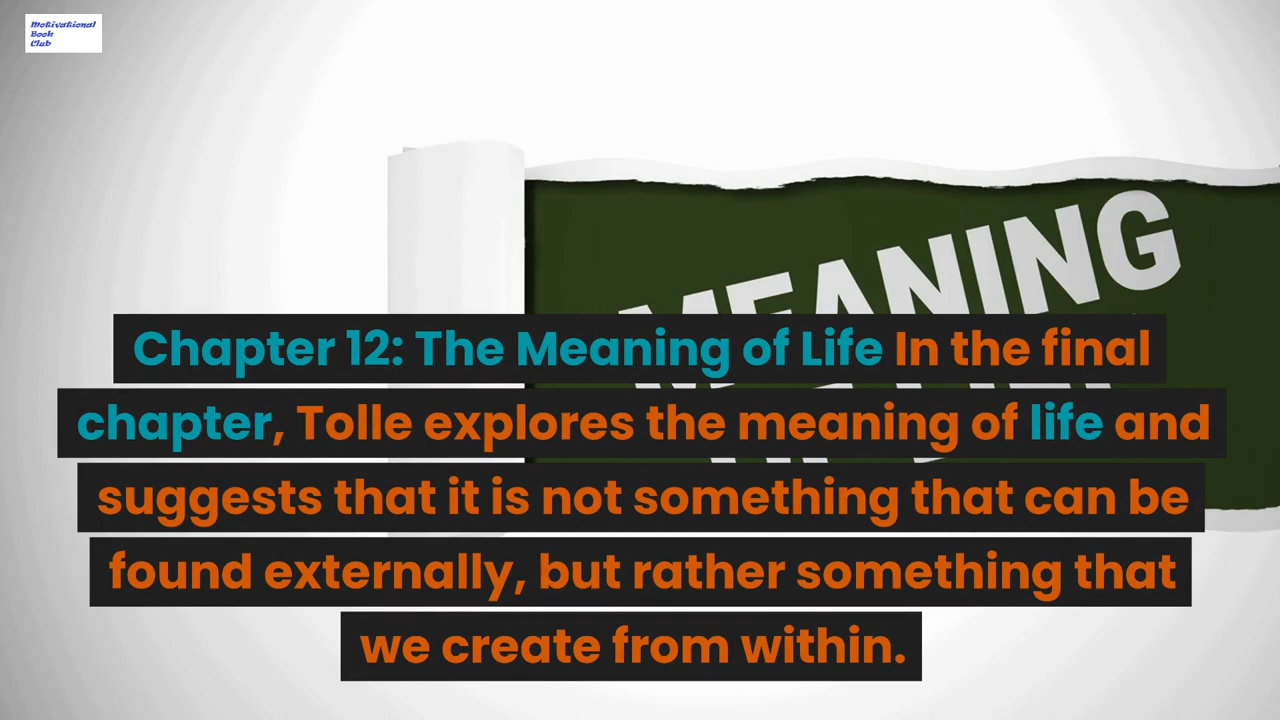 Motivational
Book
Club
MEANING
Chapter 12: The Meaning of Life In the final
chapter, Tolle explores the meaning of life and
suggests that it is not something that can be
found externally, but rather something that
we create from within.